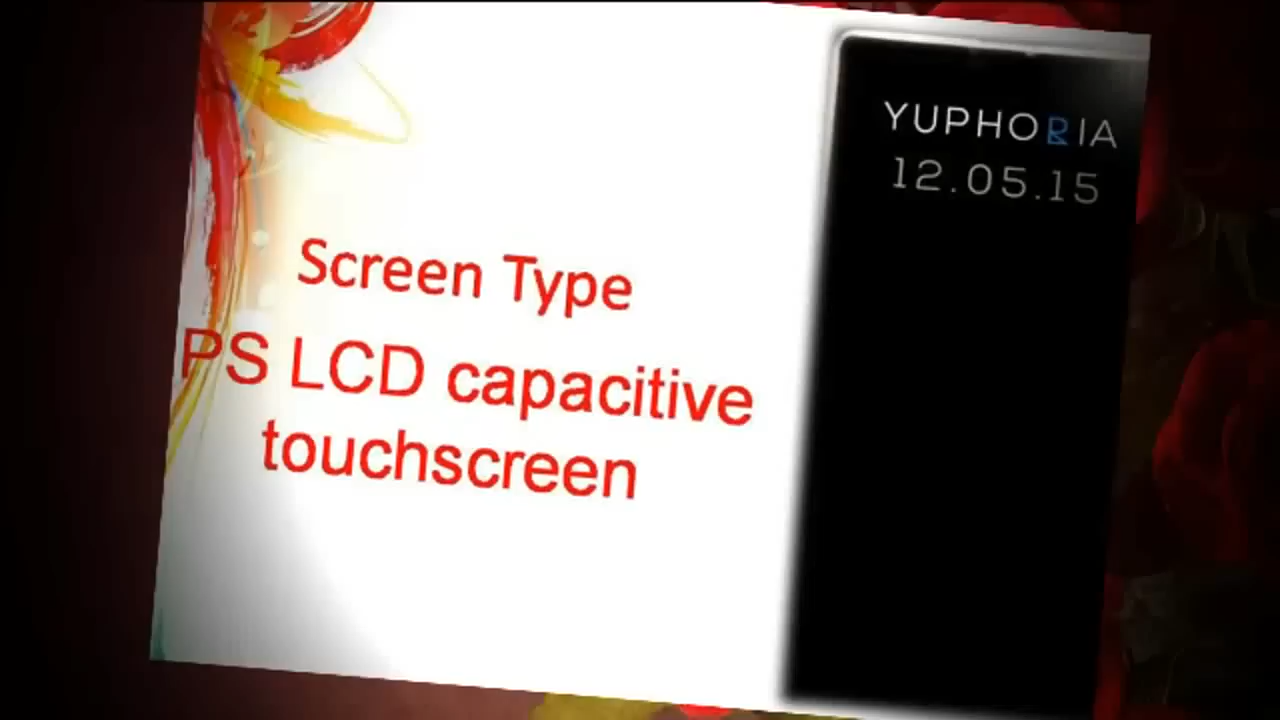 Screen Type
PS LCD capacitive
touchscreen
YUPHORIA
12.05.15